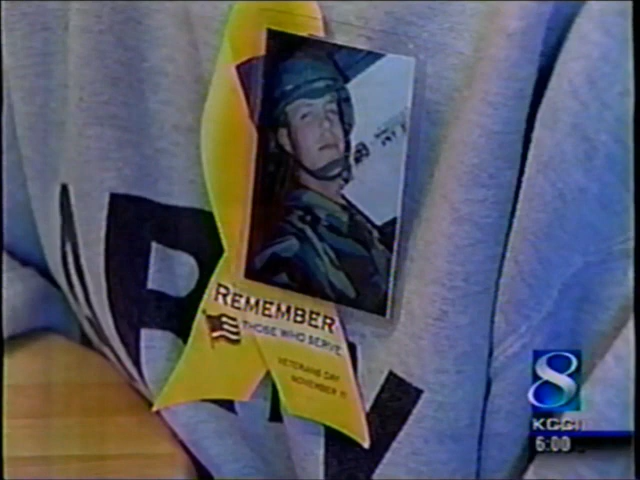 REMEMBER
THOSE WHO SERVE
VETERANS DAY
NOVEMBER 11
8
KCCI
6:00